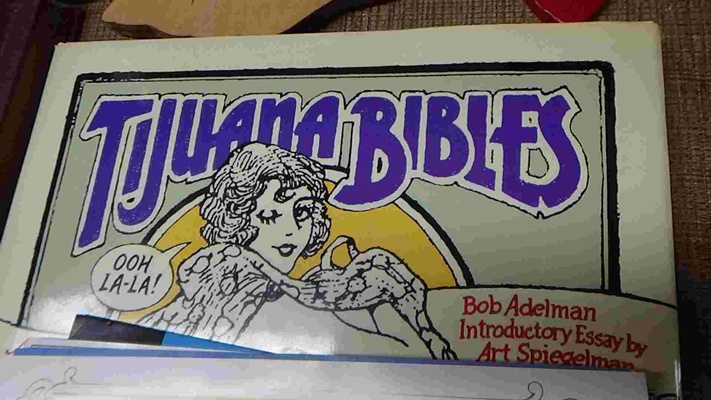 TIJUANA BIBLES
OOH
LA-LA!
Bob Adelman
Introductory Essay by
Art Spiegelman